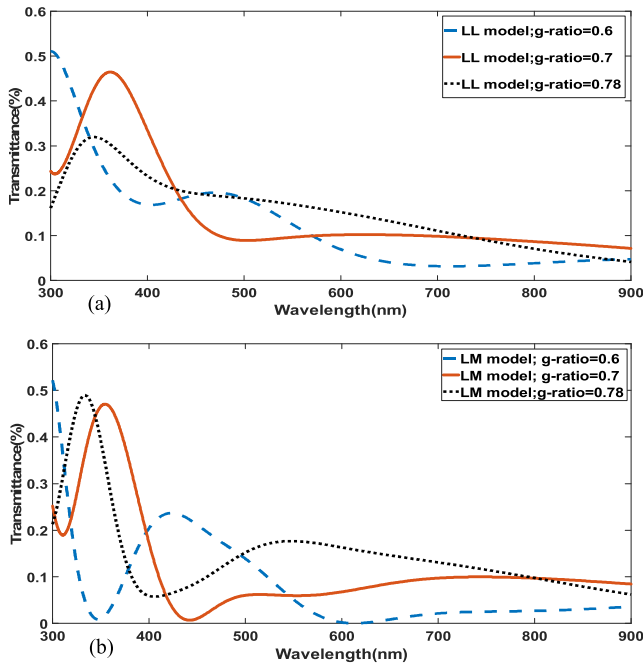 0.6
0.5
0.4
0.3
0.2
0.1
0
Transmittance(%)
LL model;g-ratio=0.6
LL model;g-ratio=0.7
LL model;g-ratio=0.78
300 400 500 600 700 800 900
Wavelength(nm)
(a)
0.6
0.5
0.4
0.3
0.2
0.1
0
Transmittance(%)
LM model; g-ratio=0.6
LM model; g-ratio=0.7
LM model;g-ratio=0.78
300 400 500 600 700 800 900
Wavelength(nm)
(b)